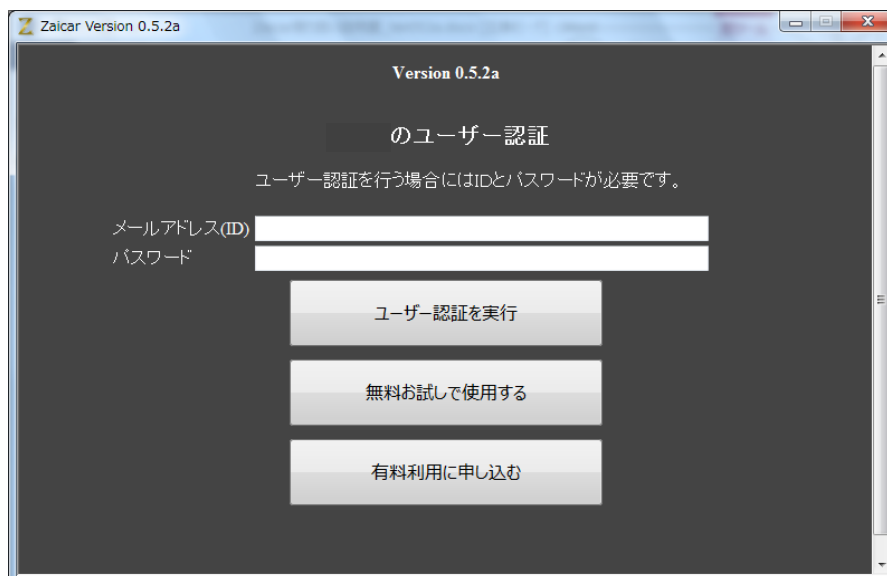 Zaicar Version 0.5.2a
Version 0.5.2a
のユーザー認証
ユーザー認証を行う場合にはIDとパスワードが必要です。
メールアドレス(ID)
パスワード
ユーザー認証を実行
無料お試しで使用する
有料利用に申し込む